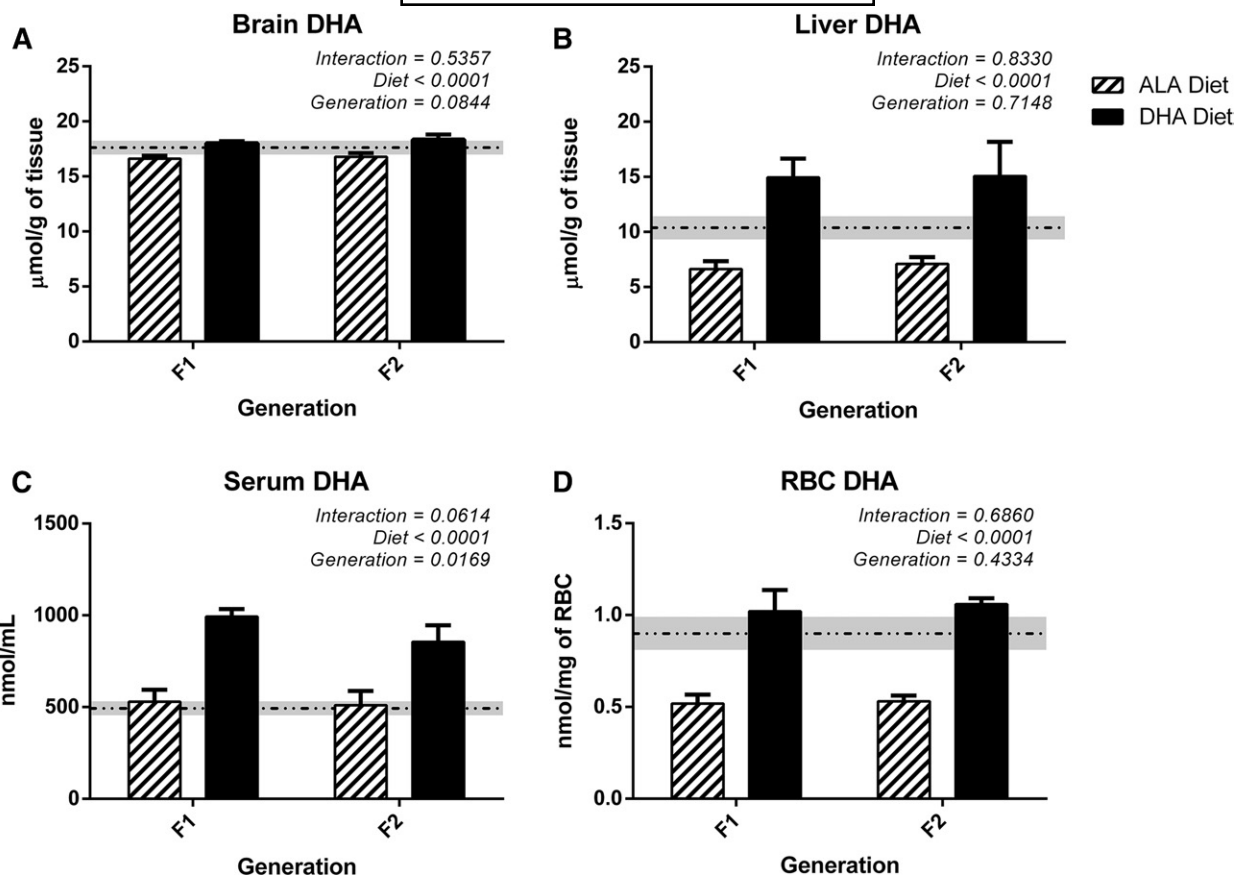 A
Brain DHA
Interaction = 0.5357
Diet < 0.0001
Generation = 0.0844
μmol/g of tissue
25
20
15
10
5
0
F1
F2
Generation
B
Liver DHA
Interaction = 0.8330
Diet < 0.0001
Generation = 0.7148
μmol/g of tissue
25
20
15
10
5
0
F1
F2
Generation
ALA Diet
DHA Diet
C
Serum DHA
Interaction = 0.0614
Diet < 0.0001
Generation = 0.0169
nmol/mL
1500
1000
500
0
F1
F2
Generation
D
RBC DHA
Interaction = 0.6860
Diet < 0.0001
Generation = 0.4334
nmol/mg of RBC
1.5
1.0
0.5
0.0
F1
F2
Generation